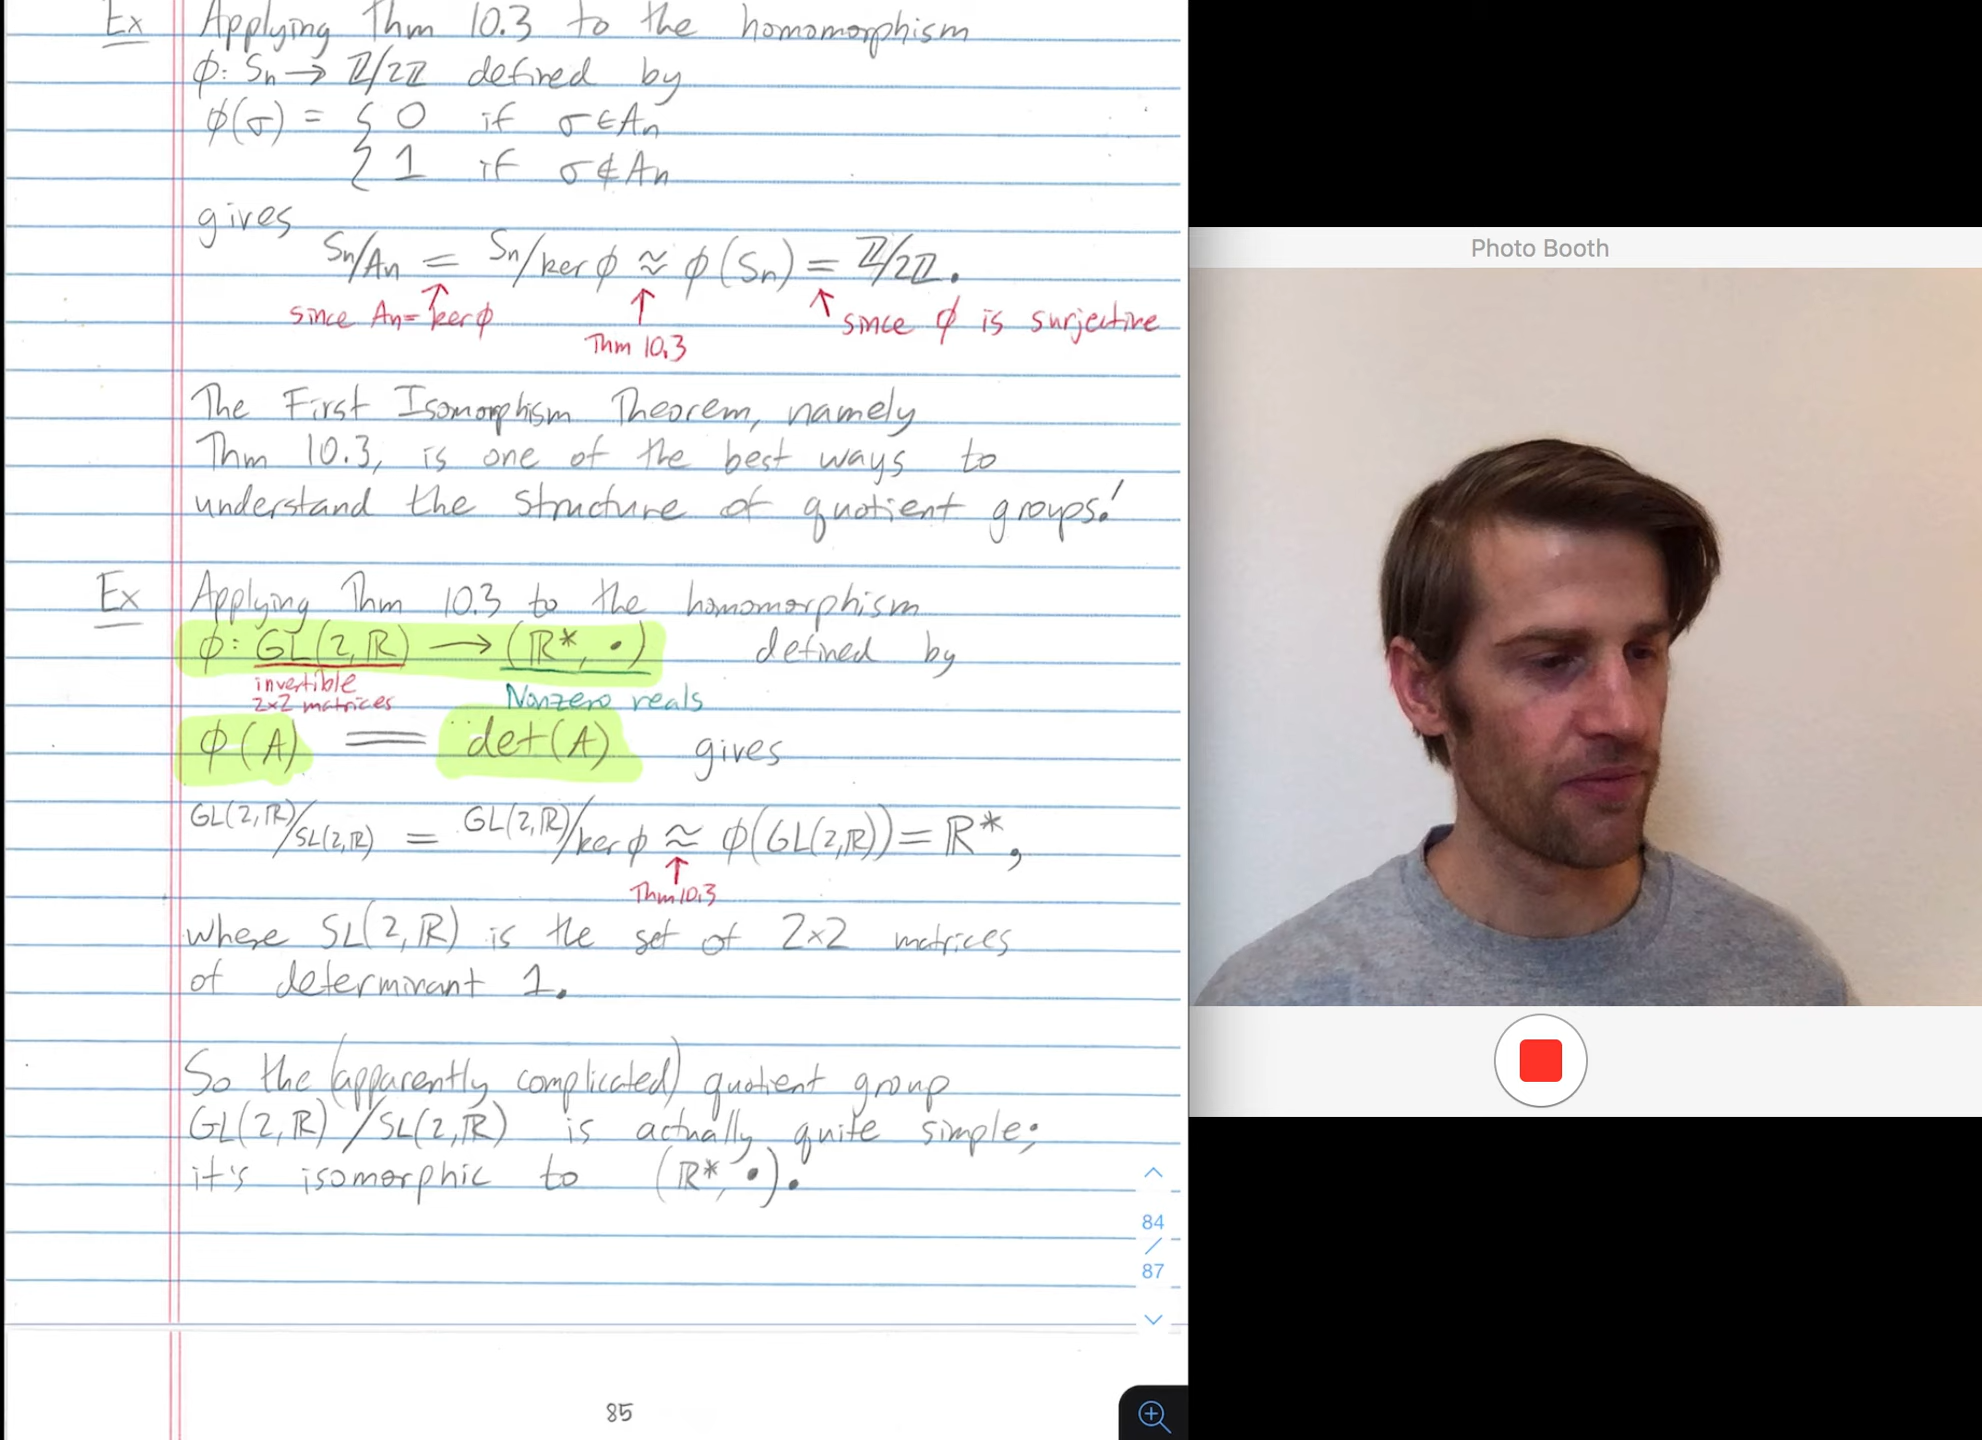 Ex Applying Thm 10.3 to the homomorphism
φ: Sn → ℤ/2ℤ defined by
φ(σ) = { 0 if σ∈An
{ 1 if σ∉An
gives
Sn/An = Sn/ker φ ≈ φ(Sn) = ℤ/2ℤ.
since An = ker φ
Thm 10.3
since φ is surjective
The First Isomorphism Theorem, namely
Thm 10.3, is one of the best ways to
understand the structure of quotient groups!
Ex Applying Thm 10.3 to the homomorphism
φ: GL(2,ℝ) → (ℝ*, •) defined by
invertible
2×2 matrices
Nonzero reals
φ(A) = det(A) gives
GL(2,ℝ)/SL(2,ℝ) = GL(2,ℝ)/ker φ ≈ φ(GL(2,ℝ)) = ℝ*,
Thm 10.3
where SL(2,ℝ) is the set of 2×2 matrices
of determinant 1.
So the (apparently complicated) quotient group
GL(2,ℝ)/SL(2,ℝ) is actually quite simple;
it's isomorphic to (ℝ*, •).
84
/
87
85
Photo Booth